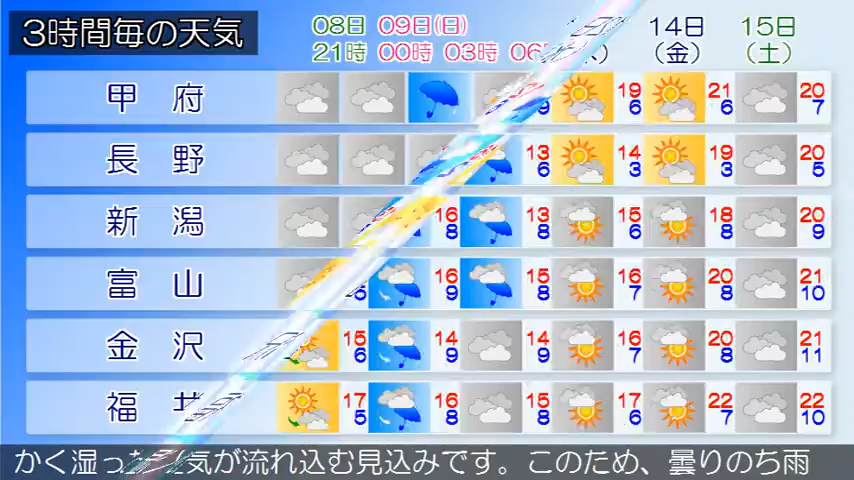 3時間毎の天気
08日 09日(日) 14日 15日
21時 00時 03時 06 (金) (土)
甲府 9 19 6 21 6 20 7
長野 13 6 14 3 19 3 20 5
新潟 16 8 13 8 15 6 18 8 20 9
富山 16 9 15 8 16 7 20 8 21 10
金沢 15 6 14 9 14 9 16 7 20 8 21 11
福井 17 5 16 8 15 8 17 6 22 7 22 10
かく湿った空気が流れ込む見込みです。このため、曇りのち雨